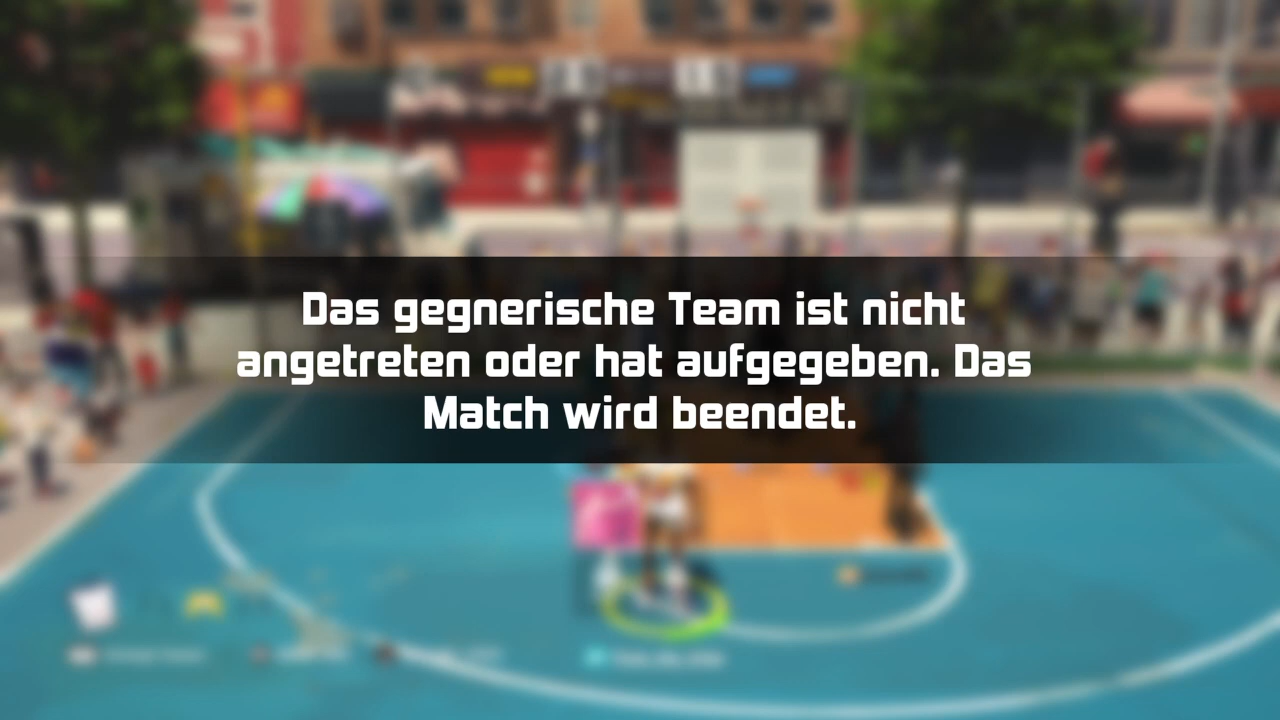 Das gegnerische Team ist nicht
angetreten oder hat aufgegeben. Das
Match wird beendet.